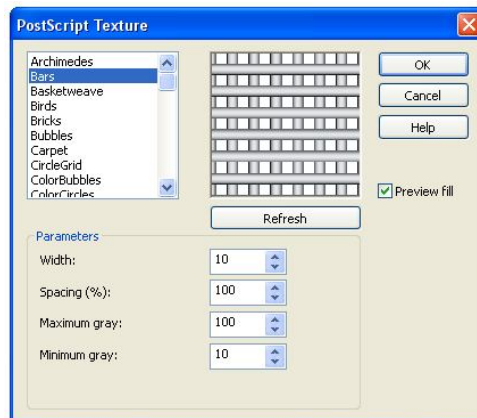 PostScript Texture
Archimedes
Bars
Basketweave
Birds
Bricks
Bubbles
Carpet
CircleGrid
ColorBubbles
ColorCircles
OK
Cancel
Help
Preview fill
Refresh
Parameters
Width: 10
Spacing (%): 100
Maximum gray: 100
Minimum gray: 10